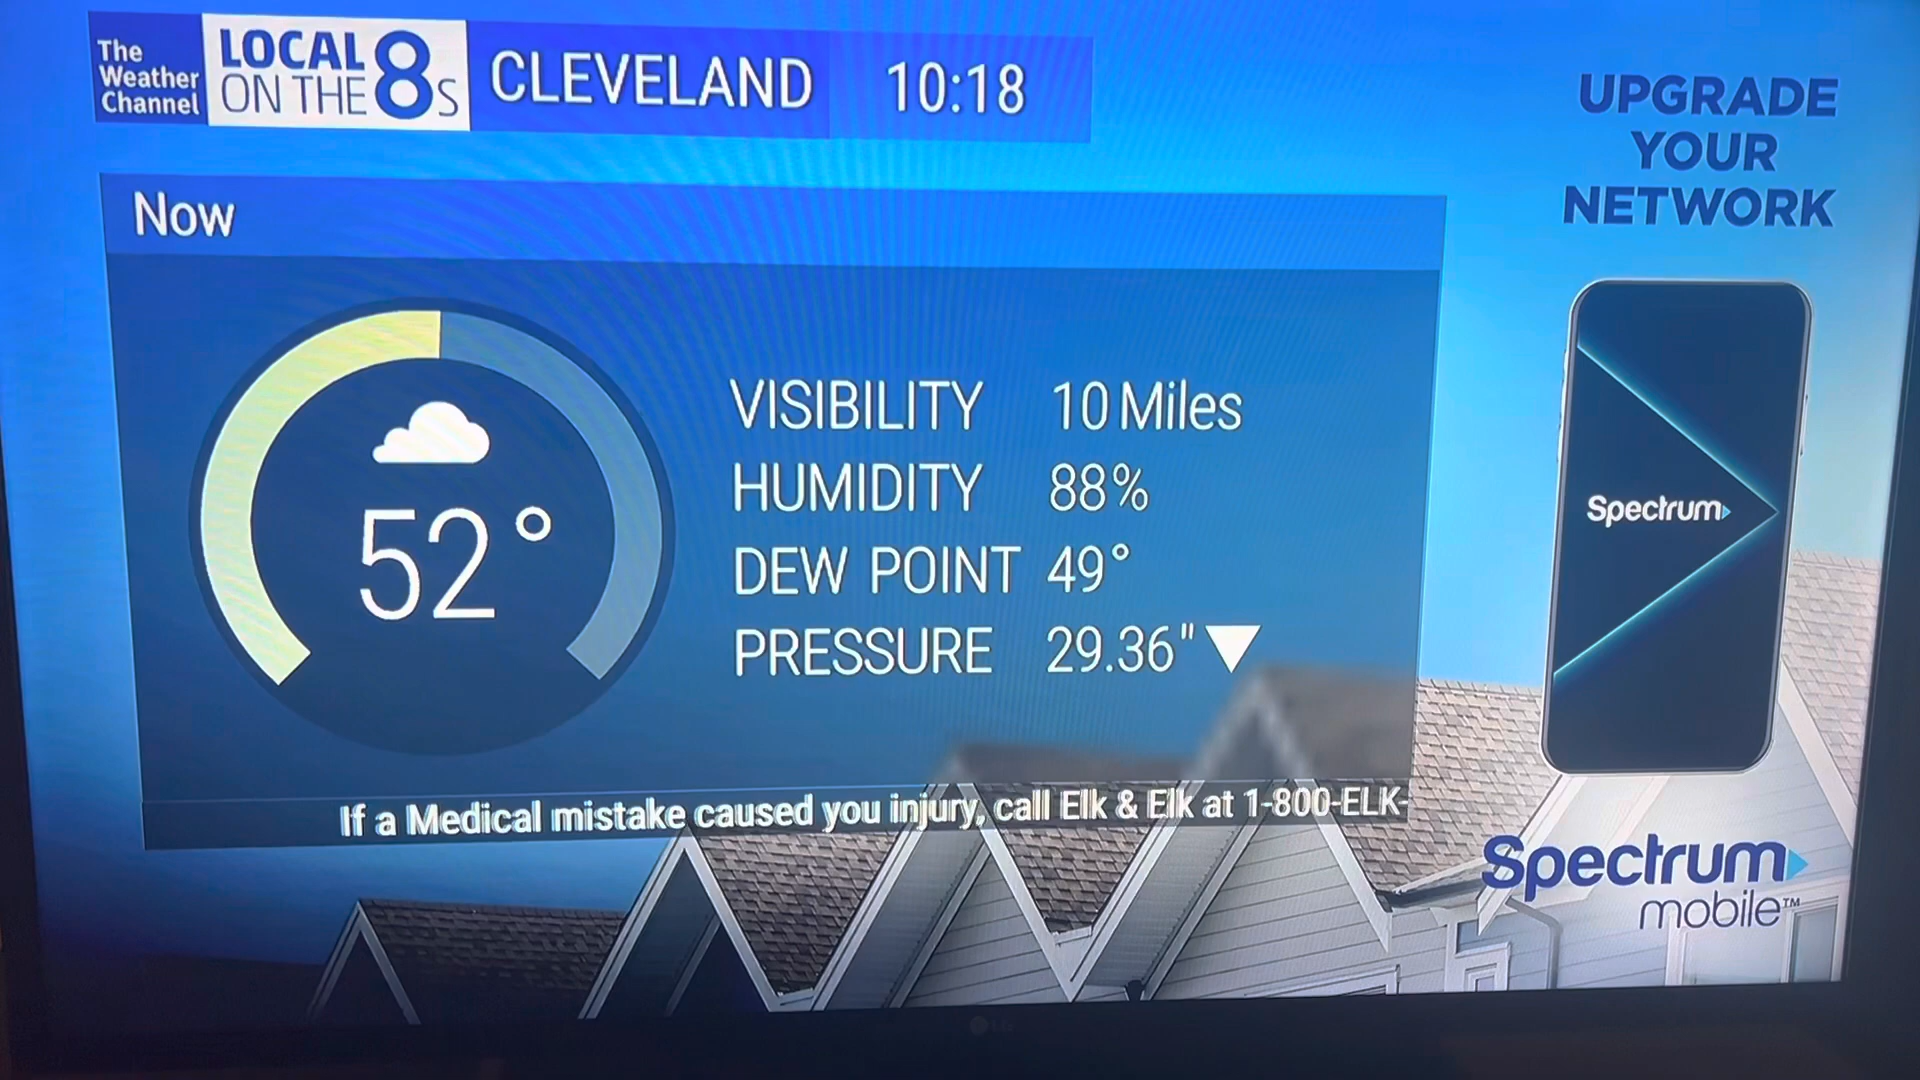 The Weather Channel
LOCAL ON THE 8s
CLEVELAND 10:18
UPGRADE
YOUR
NETWORK
Now
52°
VISIBILITY 10 Miles
HUMIDITY 88%
DEW POINT 49°
PRESSURE 29.36"
Spectrum
If a Medical mistake caused you injury, call Elk & Elk at 1-800-ELK-
Spectrum
mobile™